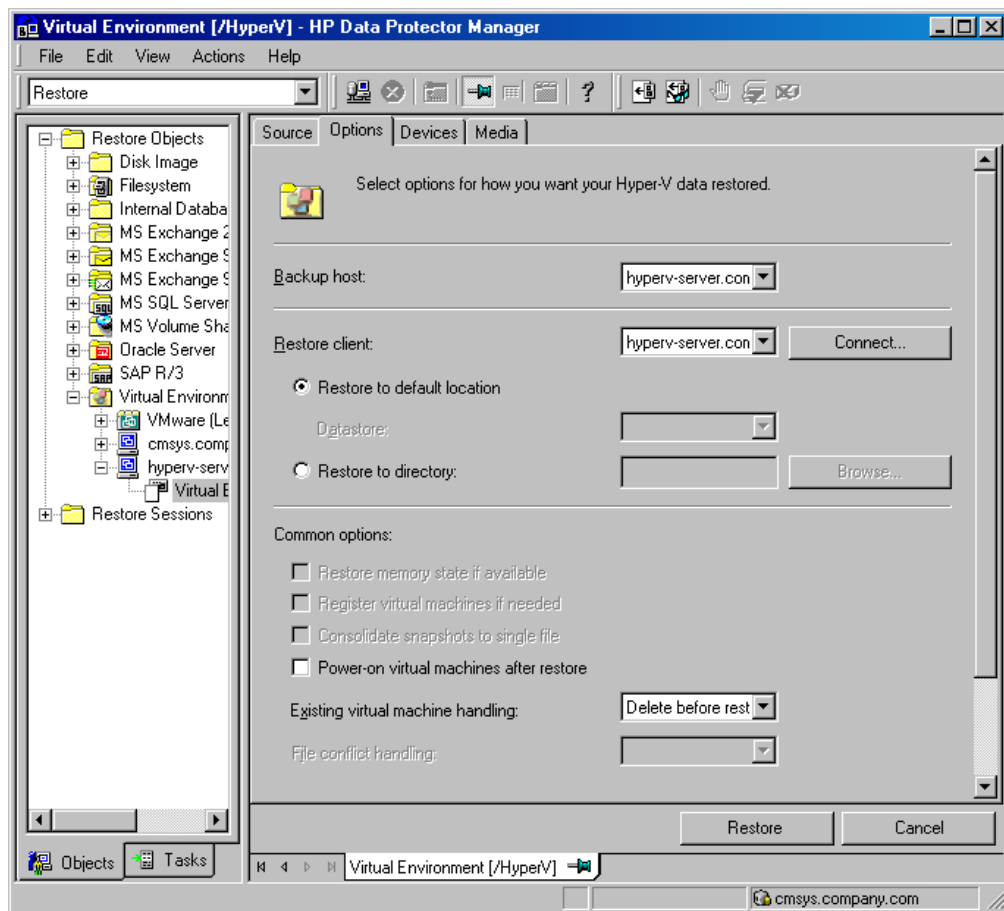 Virtual Environment [/HyperV] - HP Data Protector Manager
File Edit View Actions Help
Restore
Restore Objects
Disk Image
Filesystem
Internal Databa
MS Exchange 2
MS Exchange S
MS Exchange S
MS SQL Server
MS Volume Sha
Oracle Server
SAP R/3
Virtual Environm
VMware (Le
cmsys.comp
hyperv-serv
Virtual E
Restore Sessions
Objects Tasks
Source Options Devices Media
Select options for how you want your Hyper-V data restored.
Backup host: hyperv-server.con
Restore client: hyperv-server.con Connect...
Restore to default location
Datastore:
Restore to directory: Browse...
Common options:
Restore memory state if available
Register virtual machines if needed
Consolidate snapshots to single file
Power-on virtual machines after restore
Existing virtual machine handling: Delete before rest
File conflict handling:
Restore Cancel
Virtual Environment [/HyperV]
cmsys.company.com